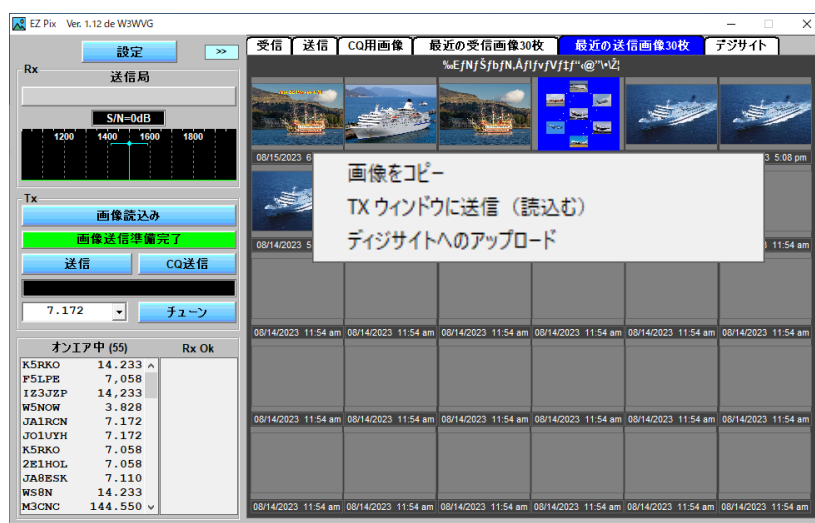 EZ Pix Ver. 1.12 de W3WVG
設定
>>
Rx
送信局
S/N=0dB
1200 1400 1600 1800
Tx
画像読込み
画像送信準備完了
送信 CQ送信
7.172 チューン
オンエア中 (55) Rx Ok
K5RKO 14.233
F5LPE 7,058
IZ3JZP 14,233
W5NOW 3.828
JA1RCN 7.172
JO1UYH 7.172
K5RKO 7.058
2E1HOL 7.058
JA8ESK 7.110
WS8N 14.233
M3CNC 144.550
受信 送信 CQ用画像 最近の受信画像30枚 最近の送信画像30枚 デジサイト
08/15/2023 6 3 5:08 pm
画像をコピー
TX ウィンドウに送信（読込む）
ディジサイトへのアップロード
08/14/2023 5 11:54 am
08/14/2023 11:54 am 08/14/2023 11:54 am 08/14/2023 11:54 am 08/14/2023 11:54 am 08/14/2023 11:54 am 08/14/2023 11:54 am
08/14/2023 11:54 am 08/14/2023 11:54 am 08/14/2023 11:54 am 08/14/2023 11:54 am 08/14/2023 11:54 am 08/14/2023 11:54 am
08/14/2023 11:54 am 08/14/2023 11:54 am 08/14/2023 11:54 am 08/14/2023 11:54 am 08/14/2023 11:54 am 08/14/2023 11:54 am